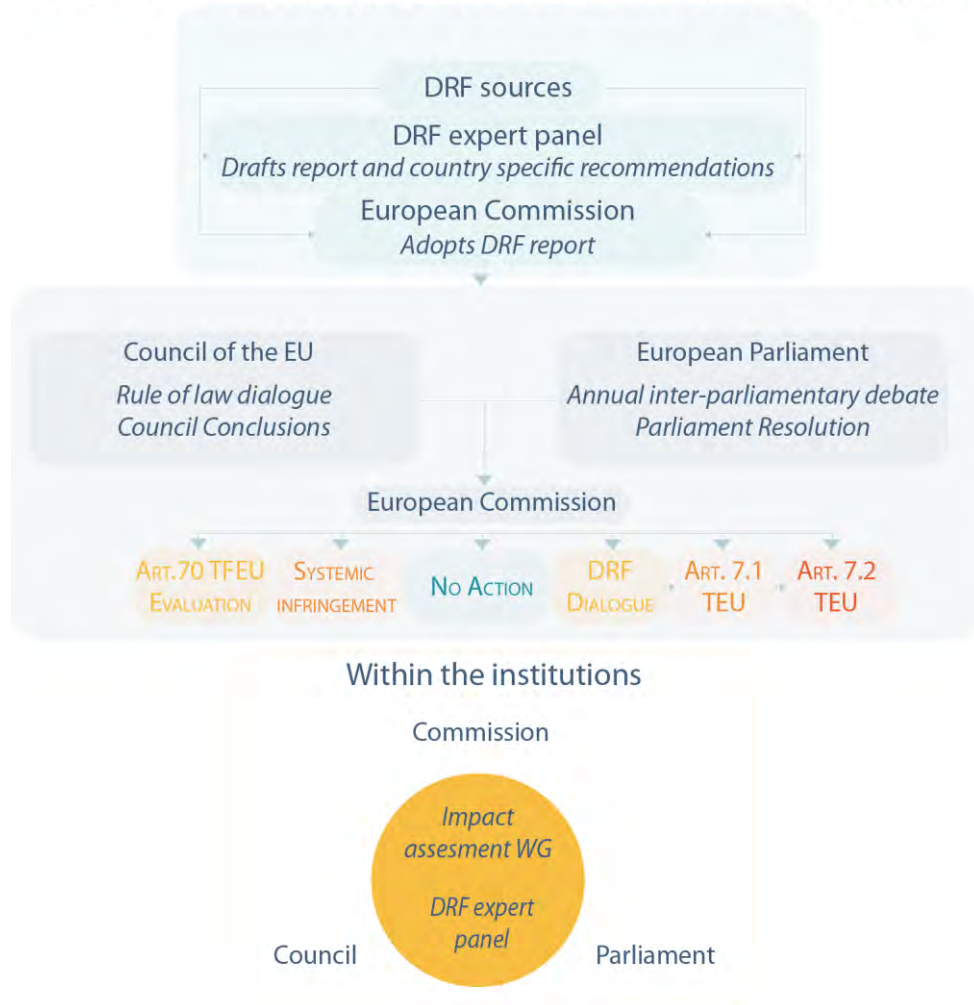 DRF sources
DRF expert panel
Drafts report and country specific recommendations
European Commission
Adopts DRF report
Council of the EU
Rule of law dialogue
Council Conclusions
European Parliament
Annual inter-parliamentary debate
Parliament Resolution
European Commission
ART.70 TFEU
EVALUATION
SYSTEMIC
INFRINGEMENT
NO ACTION
DRF
DIALOGUE
ART. 7.1
TEU
ART. 7.2
TEU
Within the institutions
Commission
Impact
assesment WG
DRF expert
panel
Council
Parliament